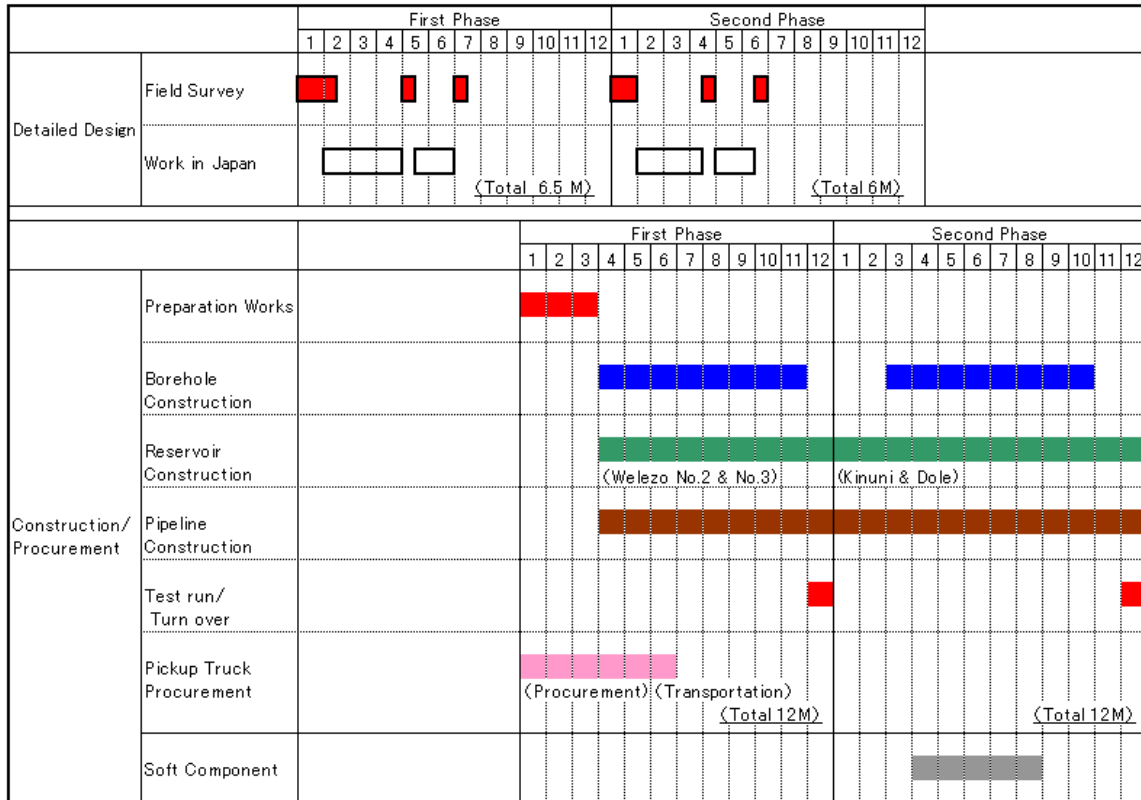 First Phase Second Phase
1 2 3 4 5 6 7 8 9 10 11 12 1 2 3 4 5 6 7 8 9 10 11 12
Detailed Design
Field Survey
Work in Japan
(Total 6.5 M) (Total 6M)
First Phase Second Phase
1 2 3 4 5 6 7 8 9 10 11 12 1 2 3 4 5 6 7 8 9 10 11 12
Construction/
Procurement
Preparation Works
Borehole
Construction
Reservoir
Construction
(Welezo No.2 & No.3) (Kinuni & Dole)
Pipeline
Construction
Test run/
Turn over
Pickup Truck
Procurement
(Procurement) (Transportation)
(Total 12M) (Total 12M)
Soft Component